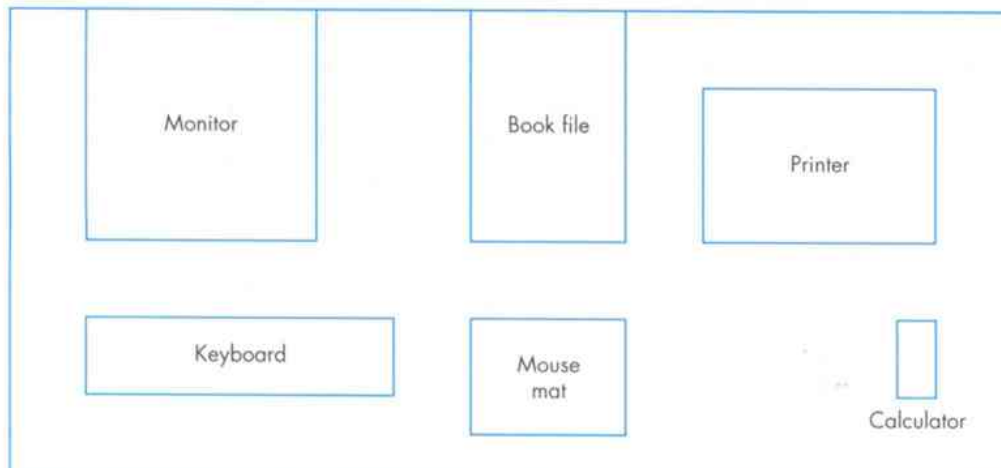 Monitor
Book file
Printer
Keyboard
Mouse
mat
Calculator